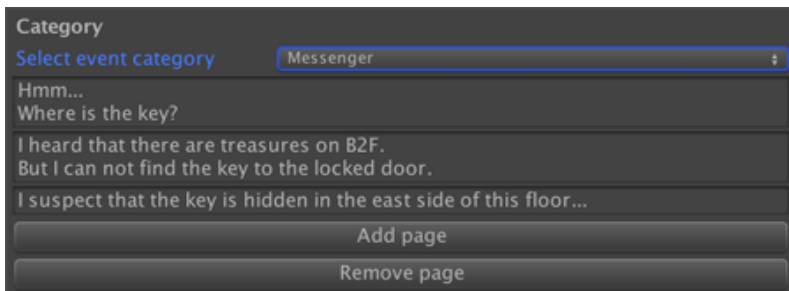 Category
Select event category Messenger
Hmm...
Where is the key?
I heard that there are treasures on B2F.
But I can not find the key to the locked door.
I suspect that the key is hidden in the east side of this floor...
Add page
Remove page